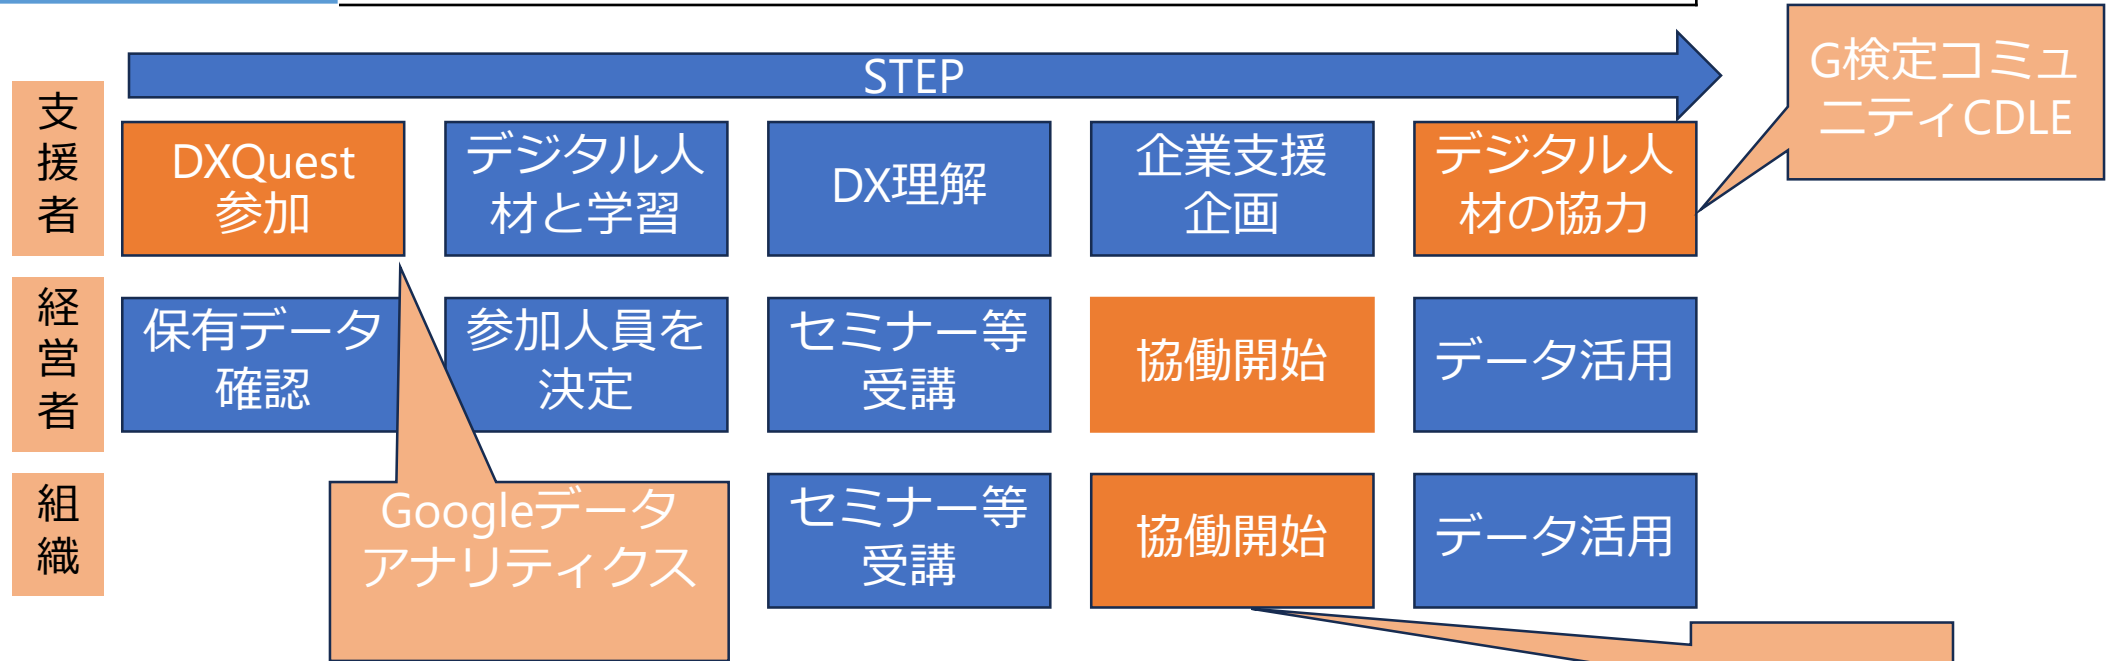 STEP
G検定コミュ
ニティCDLE
支
援
者
DXQuest
参加
デジタル人
材と学習
DX理解
企業支援
企画
デジタル人
材の協力
経
営
者
保有データ
確認
参加人員を
決定
セミナー等
受講
協働開始
データ活用
組
織
Googleデータ
アナリティクス
セミナー等
受講
協働開始
データ活用